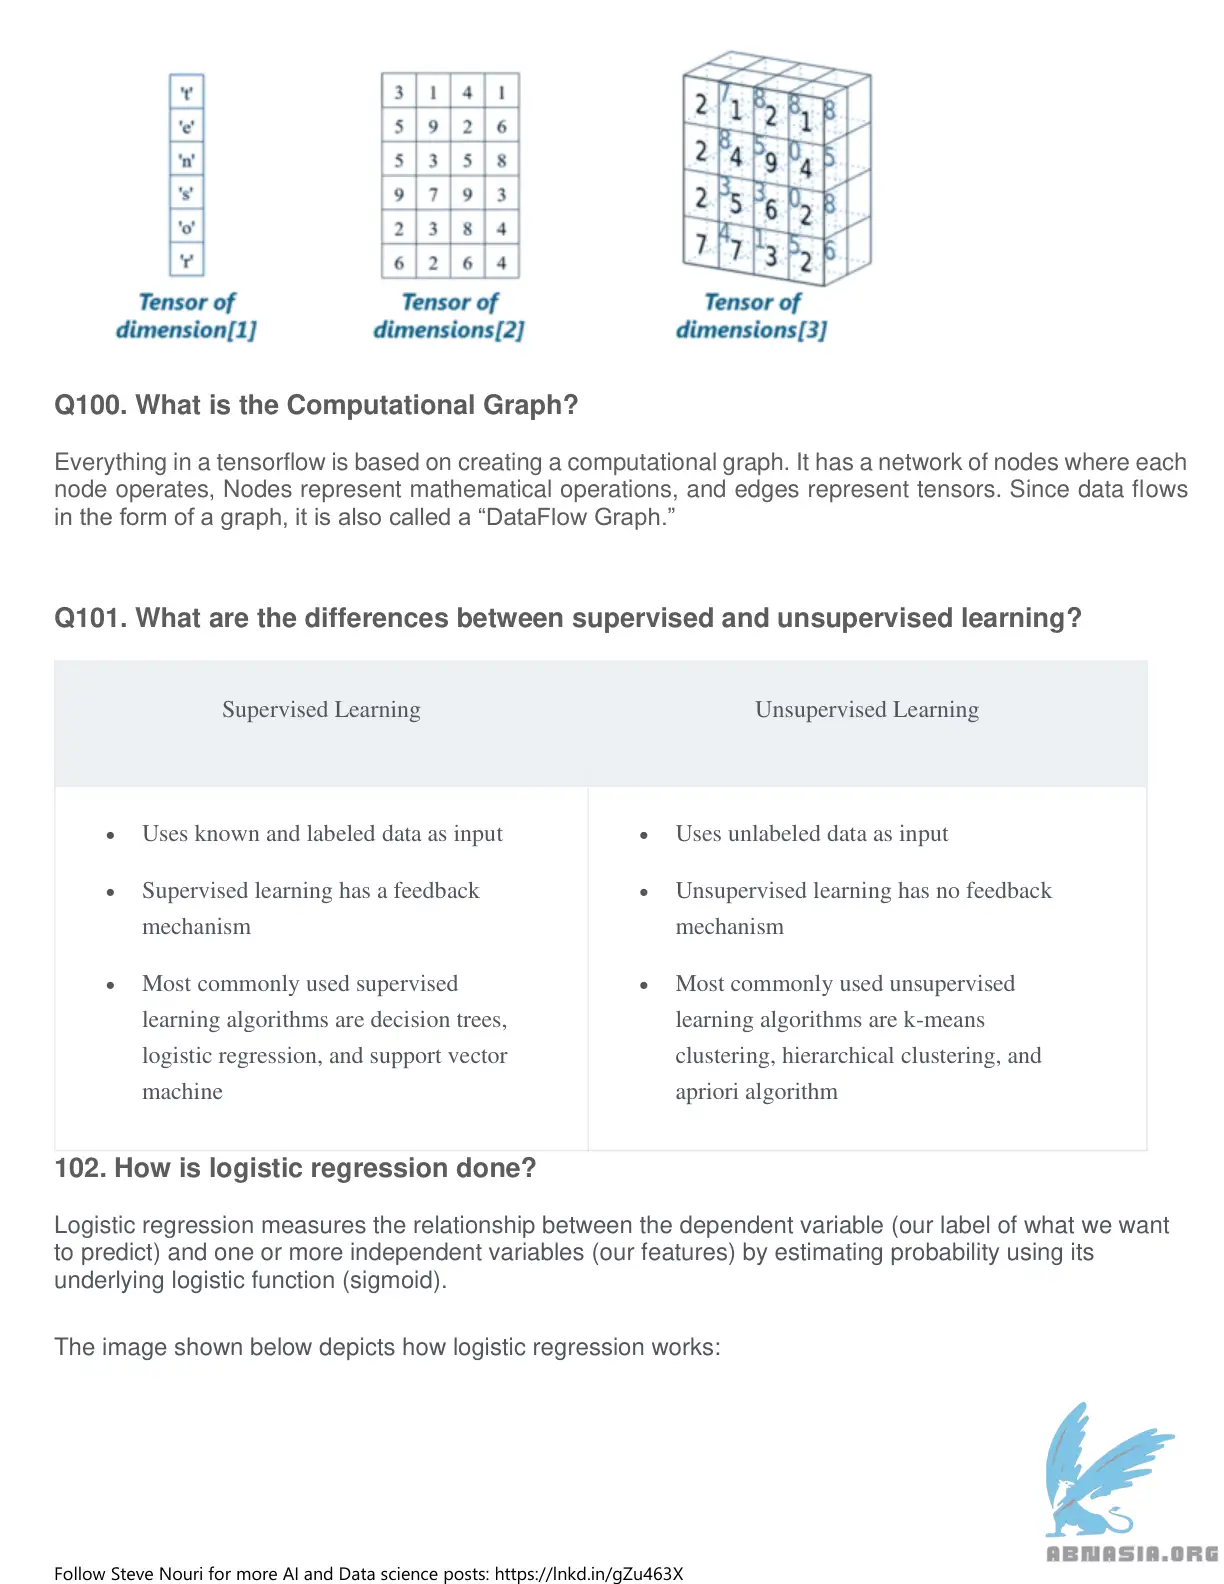 't'
'e'
'n'
's'
'o'
'r'
Tensor of
dimension[1]
3 1 4 1
5 9 2 6
5 3 5 8
9 7 9 3
2 3 8 4
6 2 6 4
Tensor of
dimensions[2]
2 7 1 8 2 8 1 8
2 8 4 5 9 0 4 5
2 3 5 3 6 0 2 8
7 4 7 1 3 5 2 6
Tensor of
dimensions[3]
Q100. What is the Computational Graph?
Everything in a tensorflow is based on creating a computational graph. It has a network of nodes where each
node operates, Nodes represent mathematical operations, and edges represent tensors. Since data flows
in the form of a graph, it is also called a “DataFlow Graph.”
Q101. What are the differences between supervised and unsupervised learning?
Supervised Learning
• Uses known and labeled data as input
• Supervised learning has a feedback
mechanism
• Most commonly used supervised
learning algorithms are decision trees,
logistic regression, and support vector
machine
Unsupervised Learning
• Uses unlabeled data as input
• Unsupervised learning has no feedback
mechanism
• Most commonly used unsupervised
learning algorithms are k-means
clustering, hierarchical clustering, and
apriori algorithm
102. How is logistic regression done?
Logistic regression measures the relationship between the dependent variable (our label of what we want
to predict) and one or more independent variables (our features) by estimating probability using its
underlying logistic function (sigmoid).
The image shown below depicts how logistic regression works:
ABNASIA.ORG
Follow Steve Nouri for more AI and Data science posts: https://lnkd.in/gZu463X